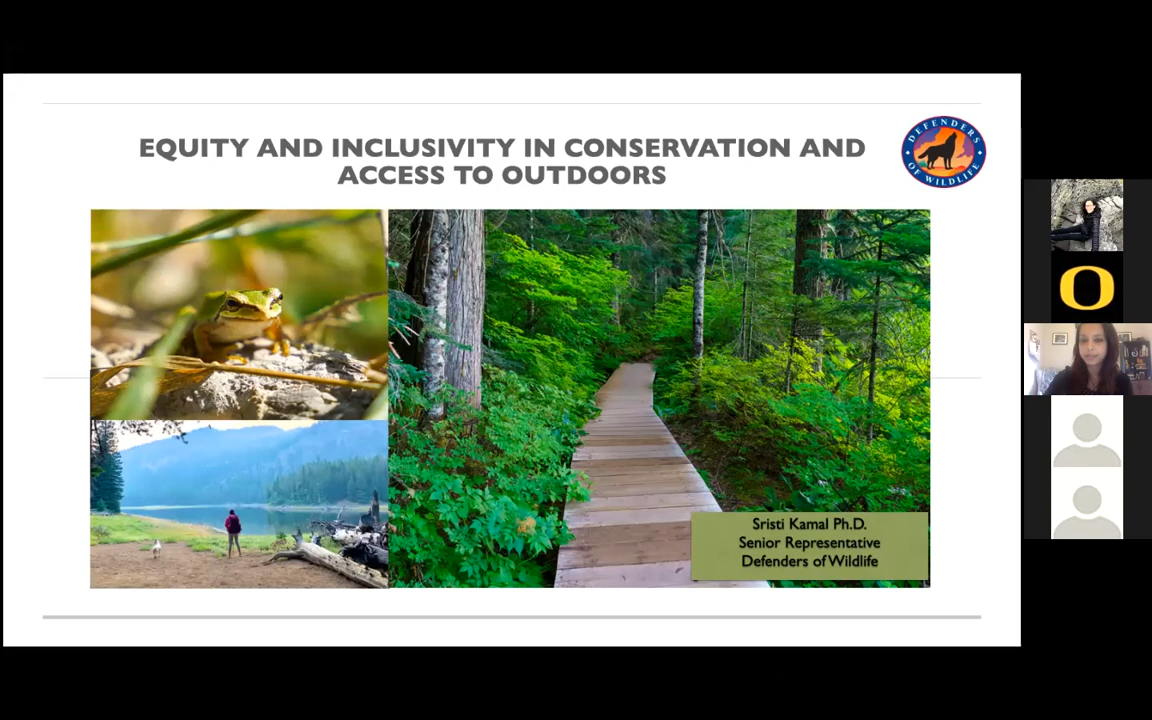 EQUITY AND INCLUSIVITY IN CONSERVATION AND
ACCESS TO OUTDOORS
DEFENDERS
OF WILDLIFE
Sristi Kamal Ph.D.
Senior Representative
Defenders of Wildlife
O